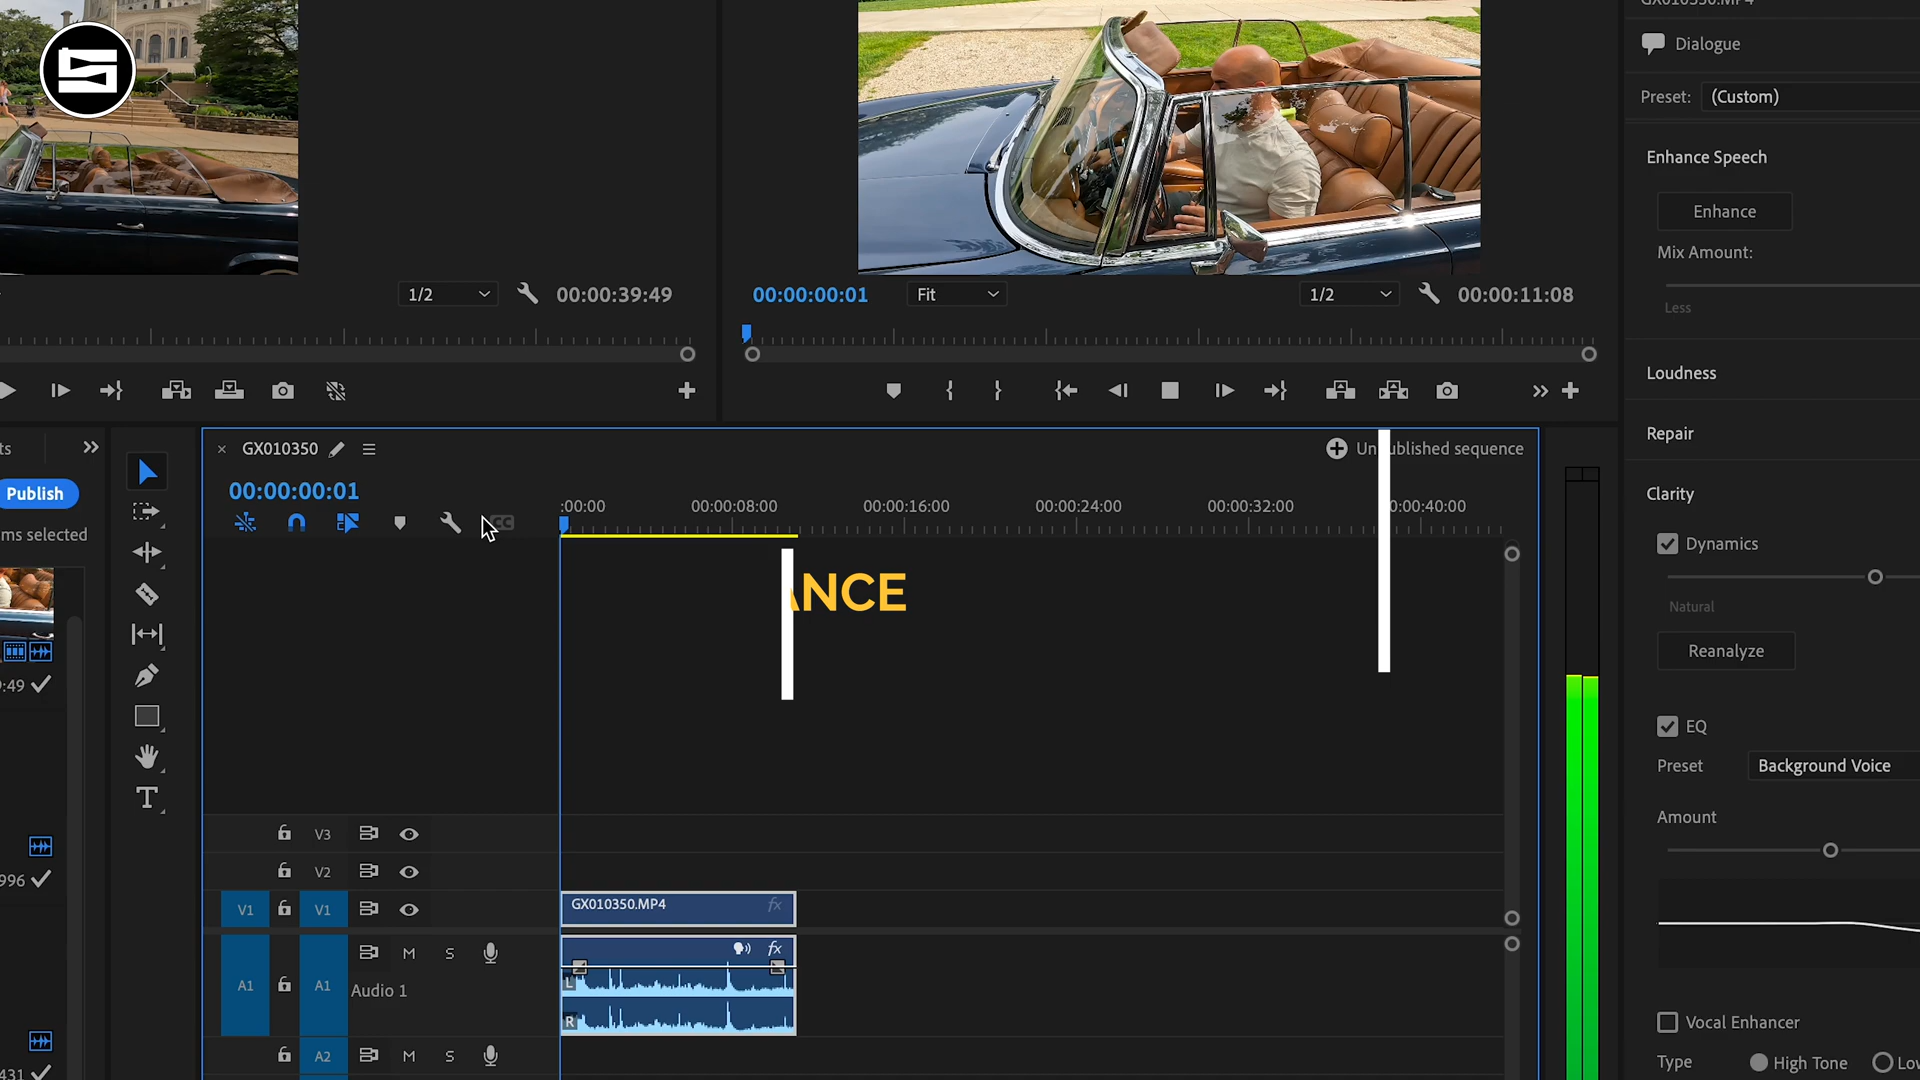 Dialogue
Preset: (Custom)
Enhance Speech
Enhance
Mix Amount:
Less
1/2 00:00:39:49
00:00:00:01 Fit 1/2 00:00:11:08
Loudness
Repair
Clarity
Dynamics
Natural
Reanalyze
EQ
Preset Background Voice
Amount
Vocal Enhancer
Type High Tone
GX010350
sequence
Publish
00:00:00:01
:00:00 00:00:08:00 00:00:16:00 00:00:24:00 00:00:32:00 0:00:40:00
ms selected
ANCE
:49
996
431
V3
V2
V1 V1 GX010350.MP4 fx
M S fx
A1 A1 Audio 1
L
R
A2 M S
T